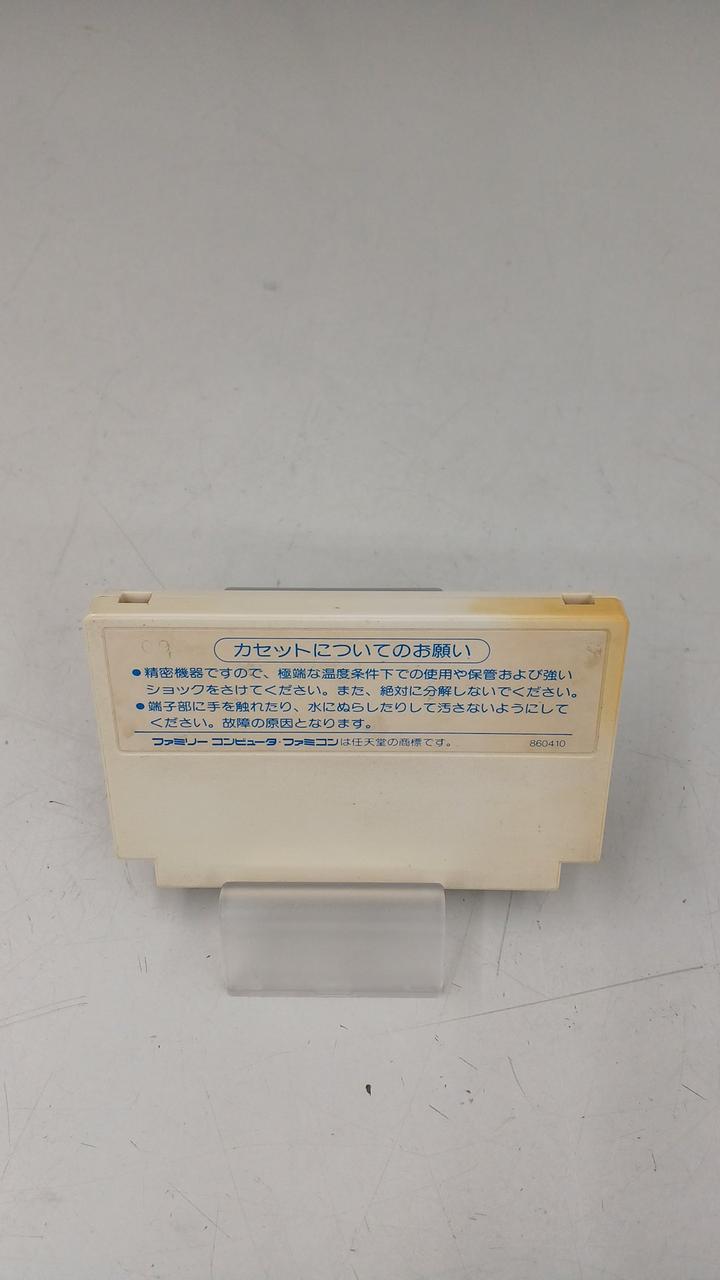 カセットについてのお願い
●精密機器ですので、極端な温度条件下での使用や保管および強い
ショックをさけてください。また、絶対に分解しないでください。
●端子部に手を触れたり、水にぬらしたりして汚さないようにして
ください。故障の原因となります。
ファミリー コンピュータ・ファミコンは任天堂の商標です。 860410